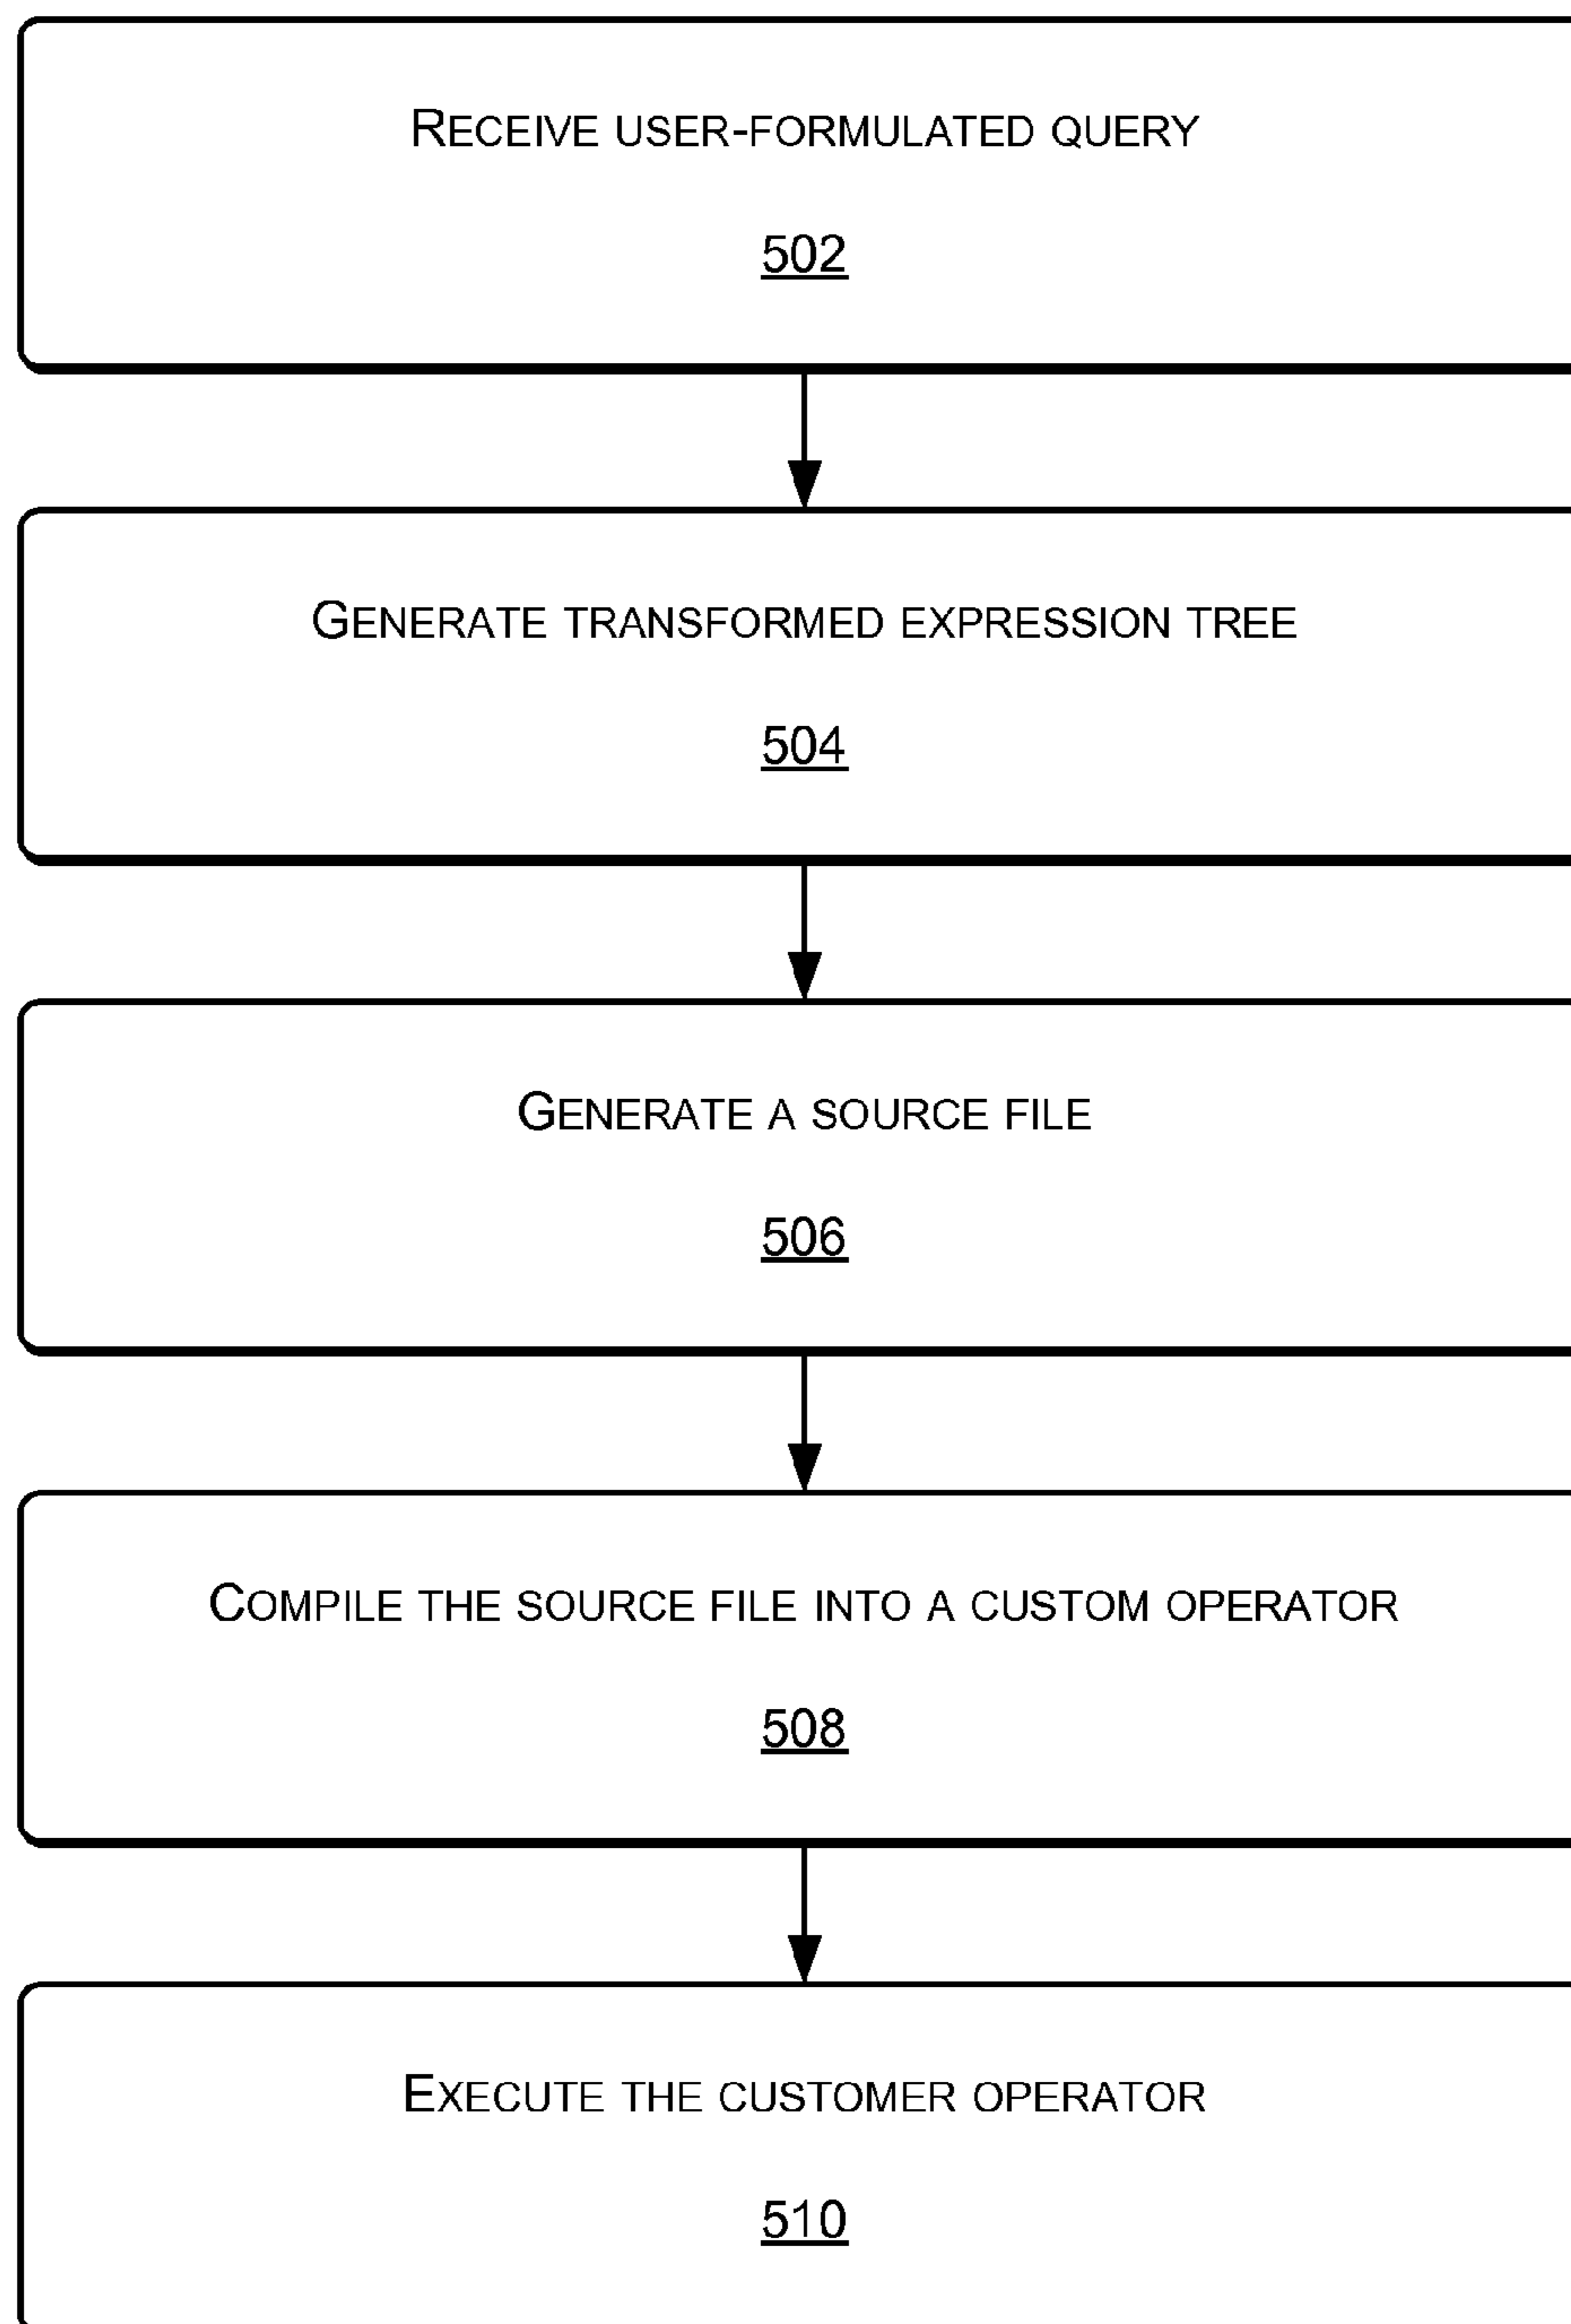 RECEIVE USER-FORMULATED QUERY
502
GENERATE TRANSFORMED EXPRESSION TREE
504
GENERATE A SOURCE FILE
506
COMPILE THE SOURCE FILE INTO A CUSTOM OPERATOR
508
EXECUTE THE CUSTOMER OPERATOR
510